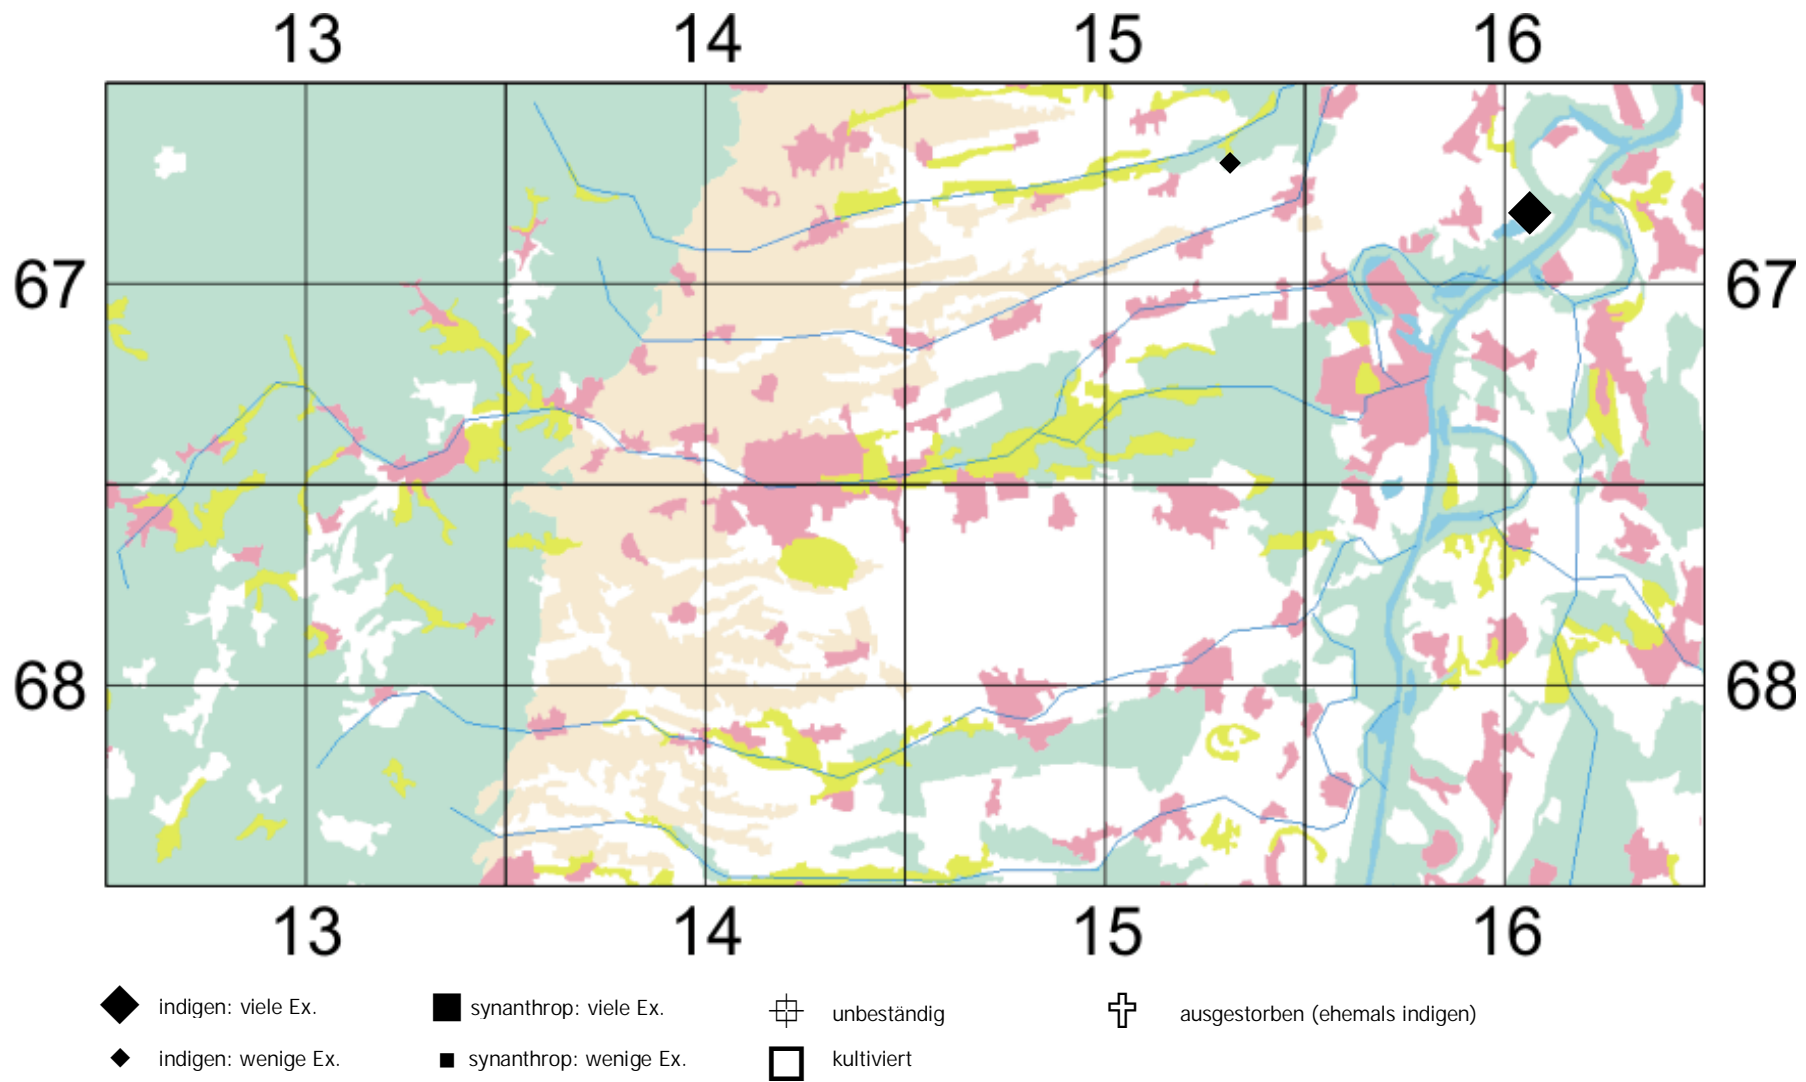 13 14 15 16
67 67
68 68
13 14 15 16
indigen: viele Ex. synanthrop: viele Ex. unbeständig ausgestorben (ehemals indigen)
indigen: wenige Ex. synanthrop: wenige Ex. kultiviert